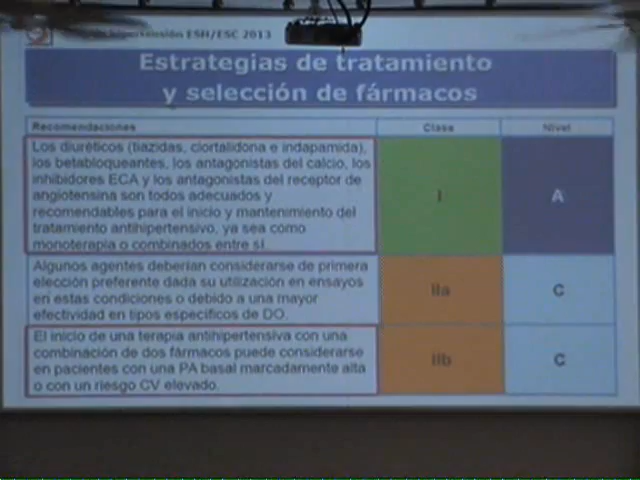 hipertensión ESH/ESC 2013
Estrategias de tratamiento
y selección de fármacos
Recomendaciones
Clase
Nivel
Los diuréticos (tiazidas, clortalidona e indapamida),
los betabloqueantes, los antagonistas del calcio, los
inhibidores ECA y los antagonistas del receptor de
angiotensina son todos adecuados y
recomendables para el inicio y mantenimiento del
tratamiento antihipertensivo, ya sea como
monoterapia o combinados entre sí.
I
A
Algunos agentes deberían considerarse de primera
elección preferente dada su utilización en ensayos
en estas condiciones o debido a una mayor
efectividad en tipos específicos de DO.
IIa
C
El inicio de una terapia antihipertensiva con una
combinación de dos fármacos puede considerarse
en pacientes con una PA basal marcadamente alta
o con un riesgo CV elevado.
IIb
C